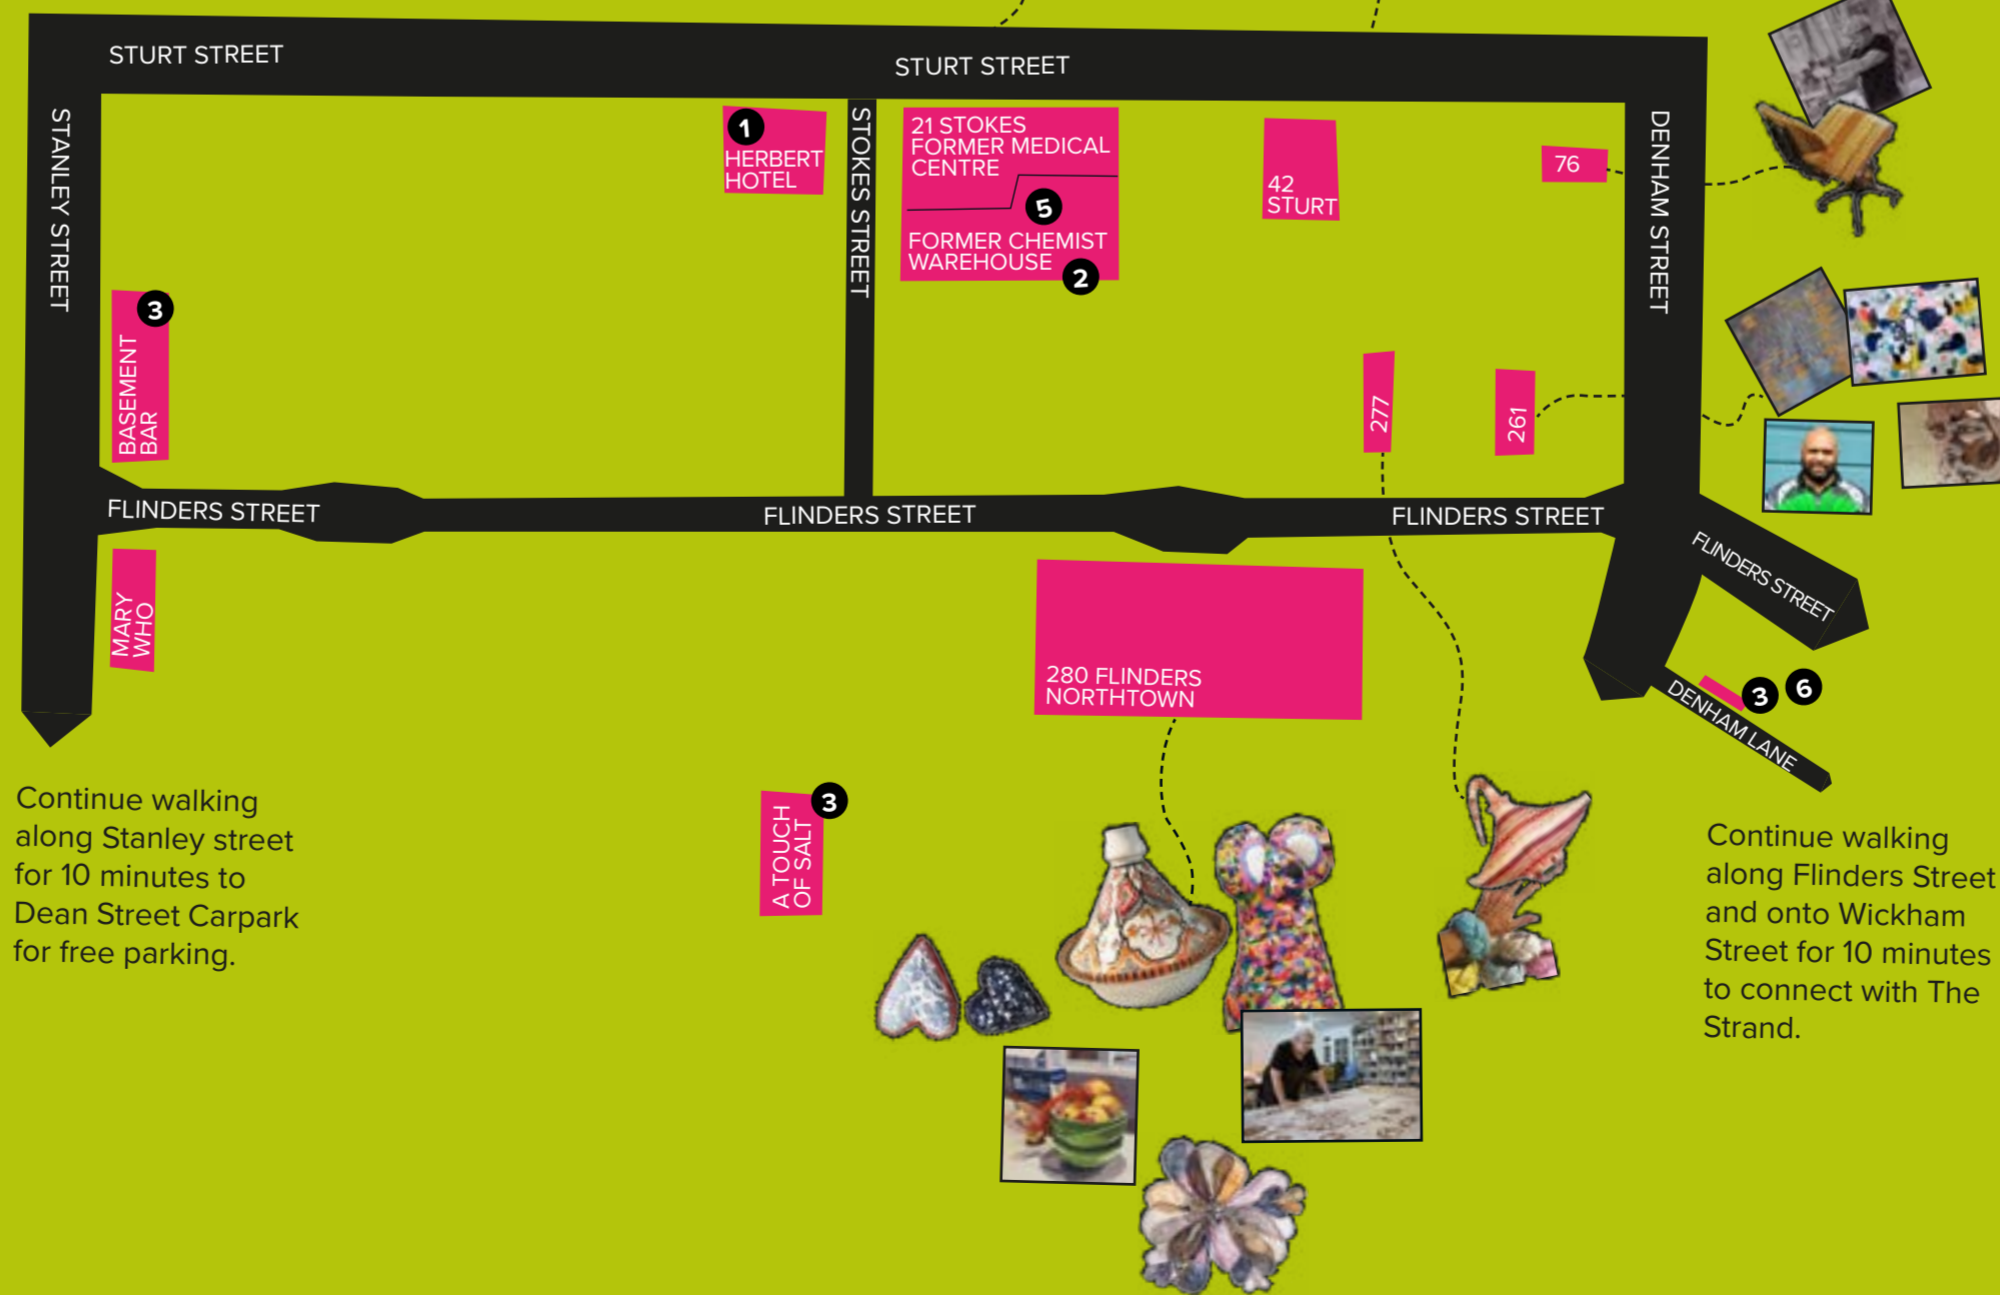 STURT STREET
STURT STREET
STANLEY STREET
1
HERBERT
HOTEL
STOKES STREET
21 STOKES
FORMER MEDICAL
CENTRE
5
FORMER CHEMIST
WAREHOUSE
2
42
STURT
76
DENHAM STREET
3
BASEMENT
BAR
277
261
FLINDERS STREET
FLINDERS STREET
FLINDERS STREET
FLINDERS STREET
MARY
WHO
280 FLINDERS
NORTHTOWN
3
6
DENHAM LANE
3
A TOUCH
OF SALT
Continue walking
along Stanley street
for 10 minutes to
Dean Street Carpark
for free parking.
Continue walking
along Flinders Street
and onto Wickham
Street for 10 minutes
to connect with The
Strand.